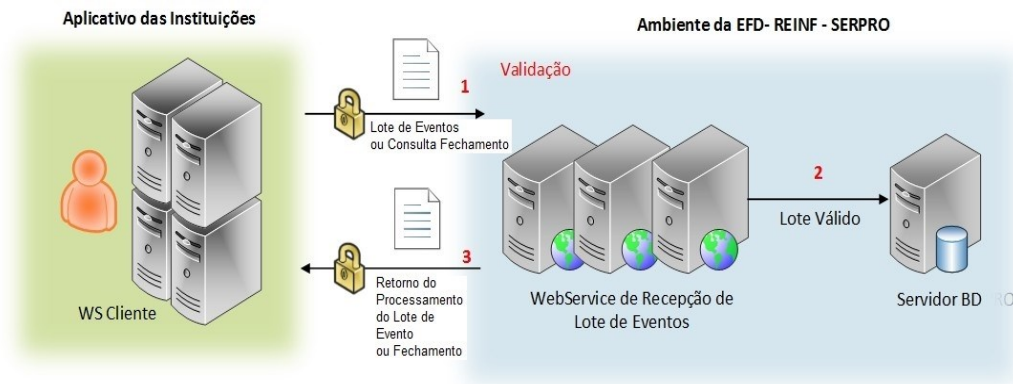 Aplicativo das Instituições
Ambiente da EFD- REINF - SERPRO
Validação
1
Lote de Eventos
ou Consulta Fechamento
2
Lote Válido
3
Retorno do
Processamento
do Lote de
Evento
ou Fechamento
WS Cliente
WebService de Recepção de
Lote de Eventos
Servidor BD